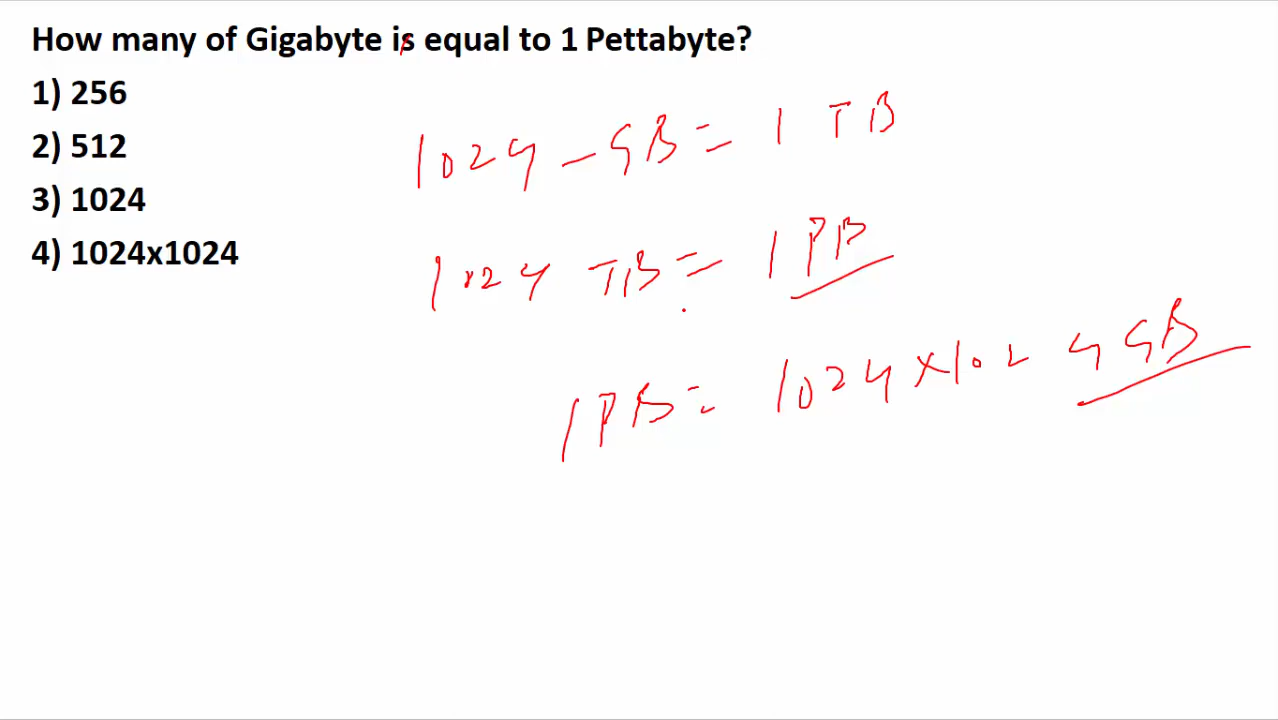 How many of Gigabyte is equal to 1 Pettabyte?
1) 256
2) 512
3) 1024
4) 1024x1024
1024 - GB = 1 TB
1024 TB = 1 PB
1 PB = 1024 x 1024 GB